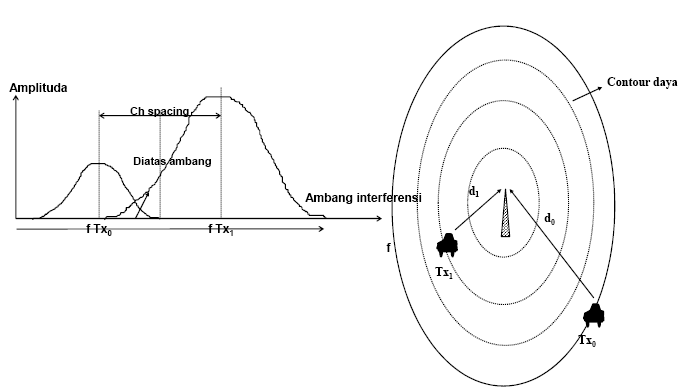 Amplituda
Ch spacing
Diatas ambang
Ambang interferensi
f Tx0
f Tx1
f
Contour daya
d1
d0
Tx1
Tx0